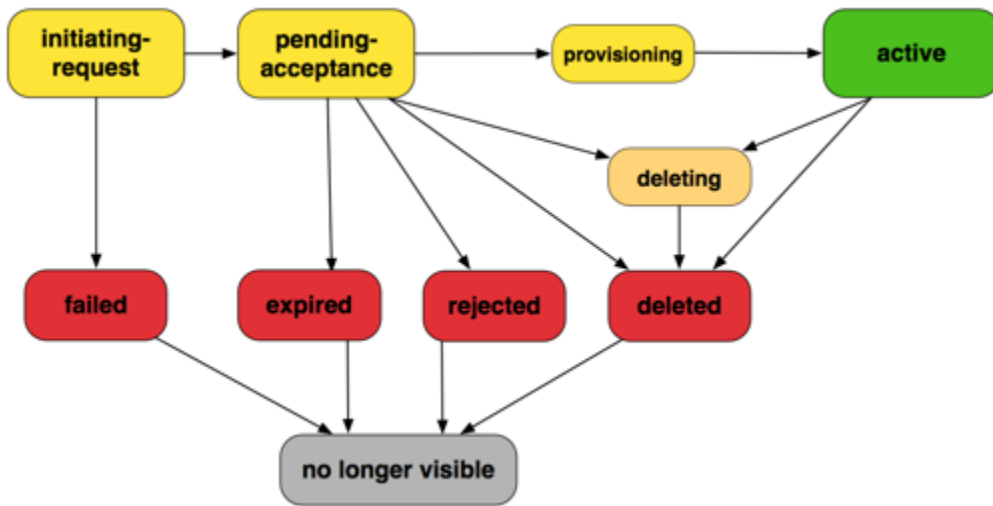 initiating-
request
pending-
acceptance
provisioning
active
deleting
failed
expired
rejected
deleted
no longer visible